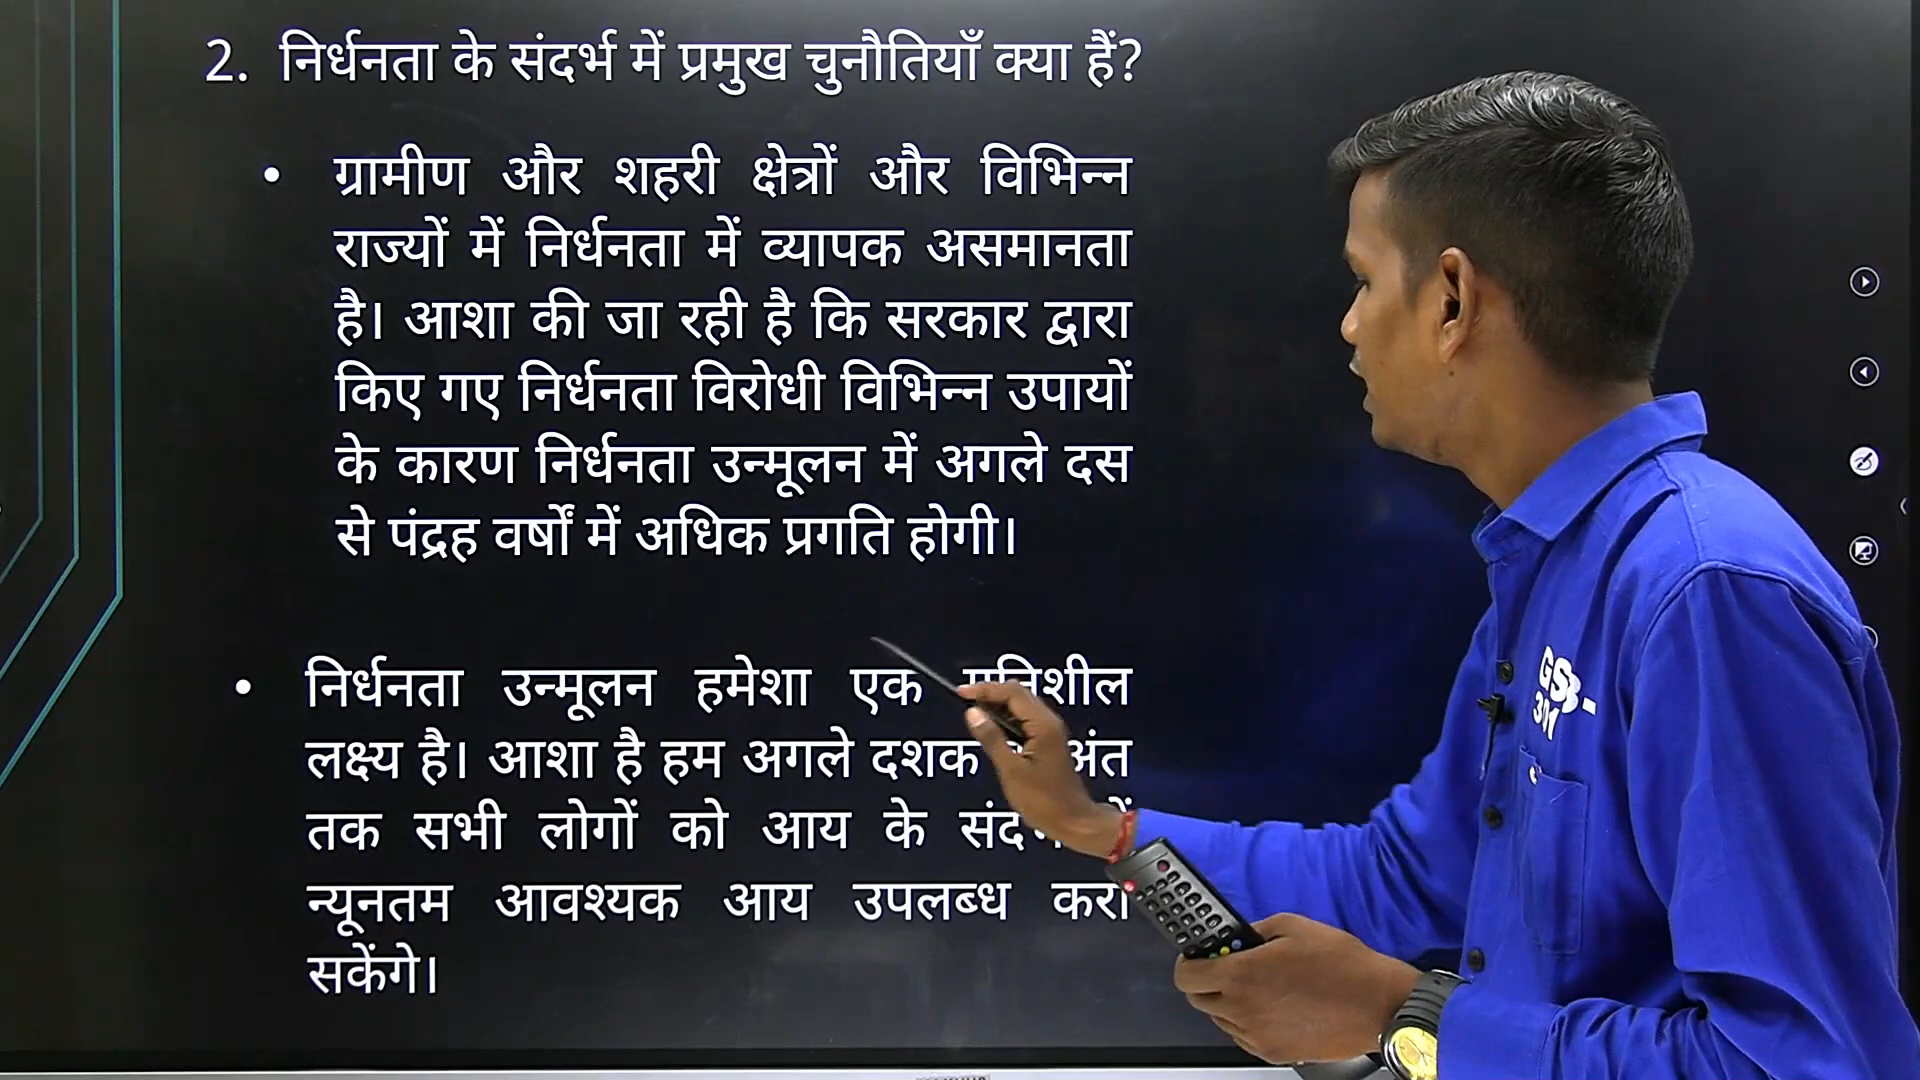 2. निर्धनता के संदर्भ में प्रमुख चुनौतियाँ क्या हैं?
• ग्रामीण और शहरी क्षेत्रों और विभिन्न
राज्यों में निर्धनता में व्यापक असमानता
है। आशा की जा रही है कि सरकार द्वारा
किए गए निर्धनता विरोधी विभिन्न उपायों
के कारण निर्धनता उन्मूलन में अगले दस
से पंद्रह वर्षों में अधिक प्रगति होगी।
• निर्धनता उन्मूलन हमेशा एक
लक्ष्य है। आशा है हम अगले दशक अंत
तक सभी लोगों को आय के
न्यूनतम आवश्यक आय उपलब्ध करा
सकेंगे।